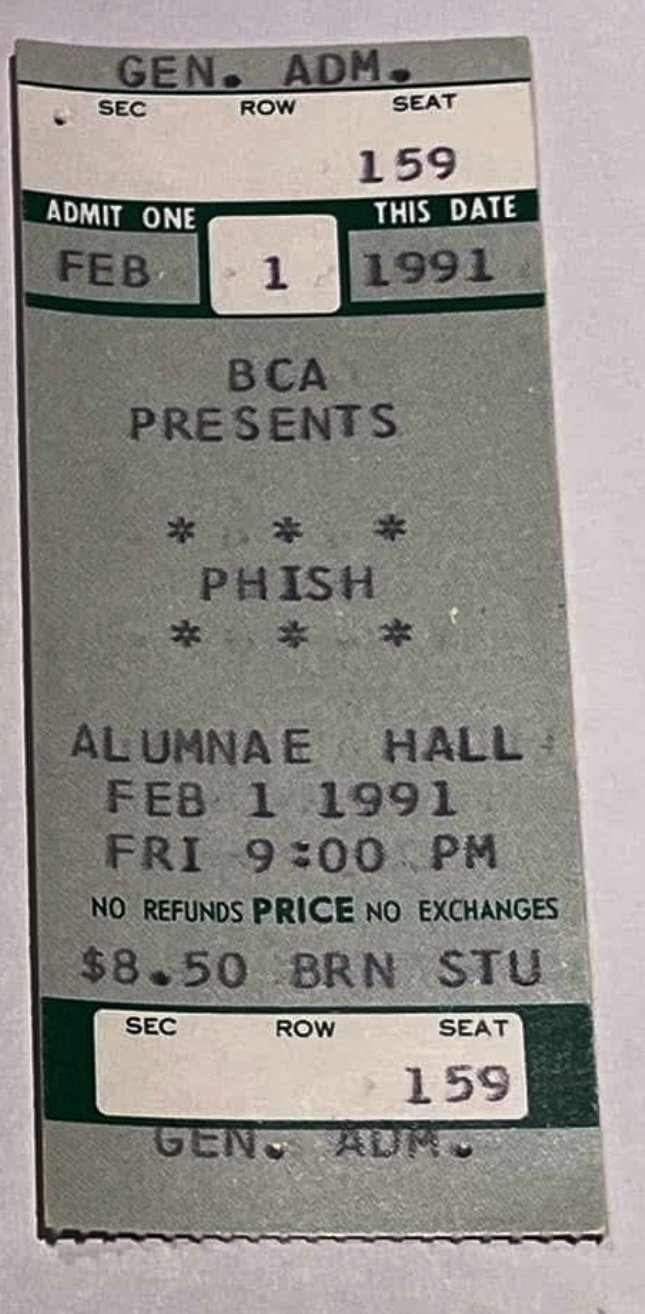 GEN. ADM.
SEC ROW SEAT
159
ADMIT ONE THIS DATE
FEB 1 1991
BCA
PRESENTS
* * *
PHISH
* * *
ALUMNAE HALL
FEB 1 1991
FRI 9:00 PM
NO REFUNDS PRICE NO EXCHANGES
$8.50 BRN STU
SEC ROW SEAT
159
GEN. ADM.